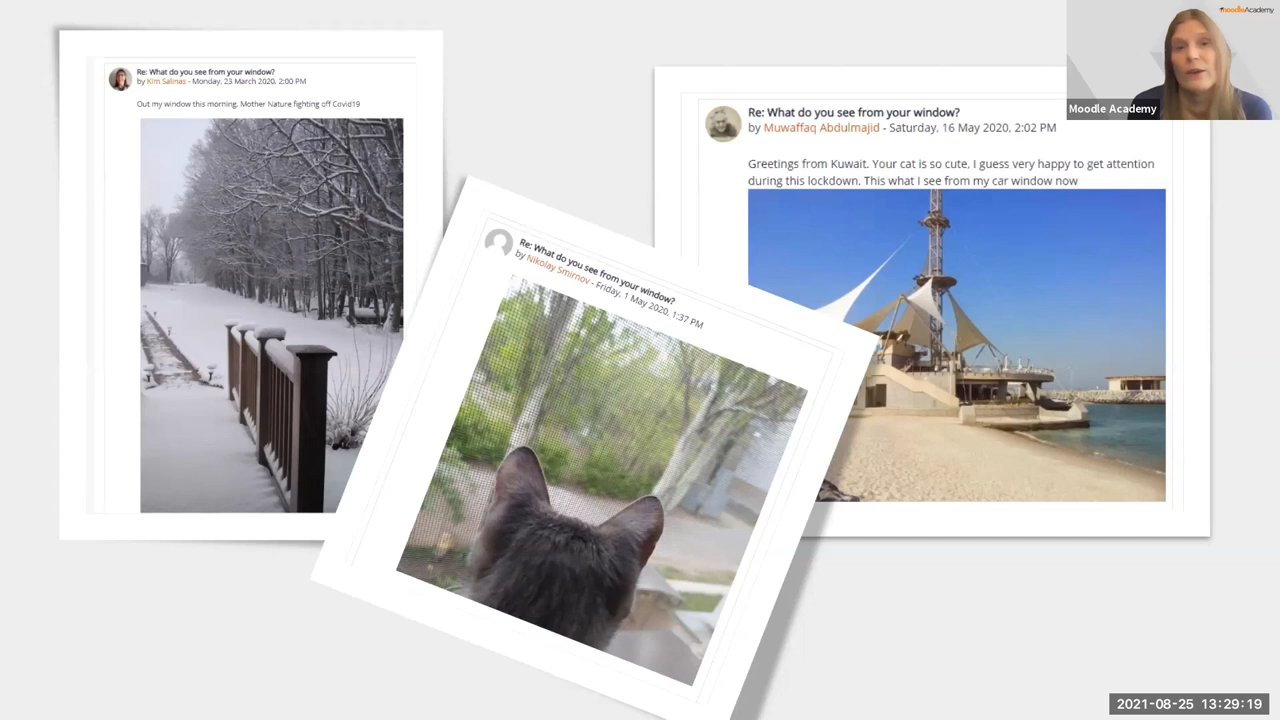 Re: What do you see from your window?
by Kim Salinas - Monday, 23 March 2020, 2:00 PM
Out my window this morning. Mother Nature fighting off Covid19
Re: What do you see from your window?
by Nikolay Smirnov - Friday, 1 May 2020, 1:37 PM
Re: What do you see from your window?
by Muwaffaq Abdulmajid - Saturday, 16 May 2020, 2:02 PM
Greetings from Kuwait. Your cat is so cute, I guess very happy to get attention
during this lockdown. This what I see from my car window now
moodleAcademy
Moodle Academy
2021-08-25 13:29:19